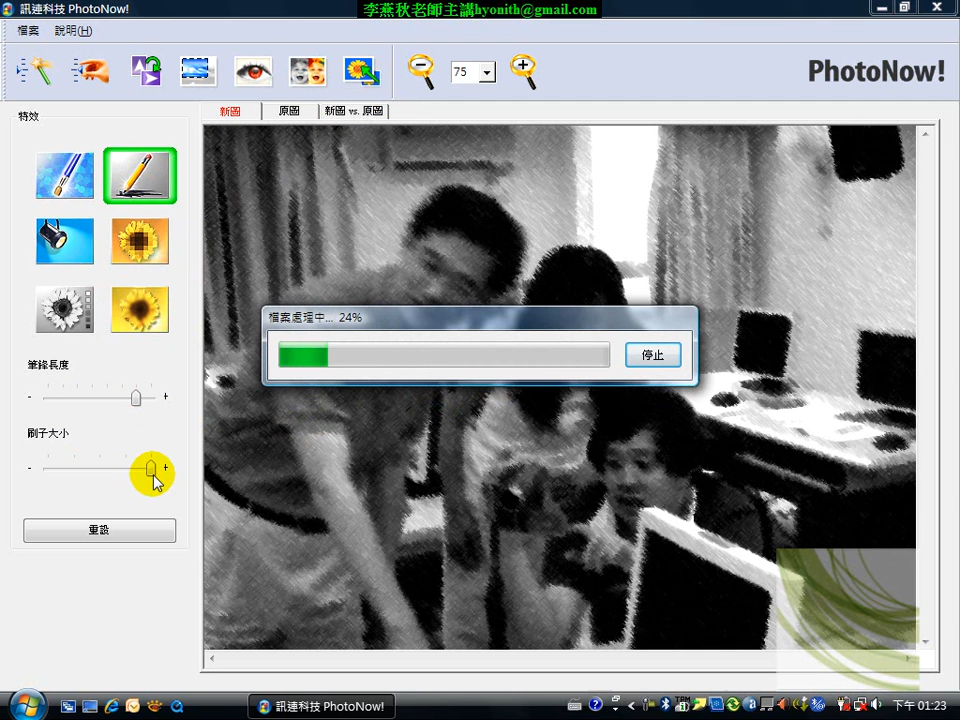 訊連科技 PhotoNow!
李燕秋老師主講hyonith@gmail.com
檔案 說明(H)
75
PhotoNow!
特效
新圖 原圖 新圖 vs. 原圖
檔案處理中... 24%
停止
筆鋒長度
- +
刷子大小
- +
重設
訊連科技 PhotoNow!
下午 01:23